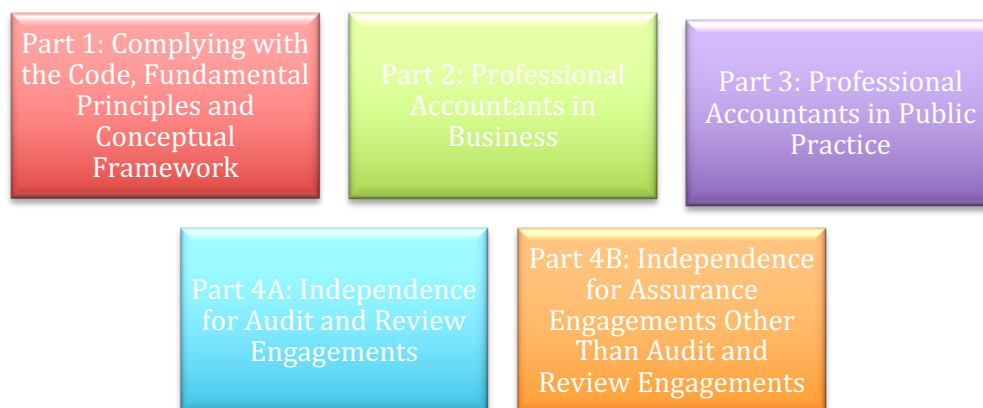 Part 1: Complying with
the Code, Fundamental
Principles and
Conceptual
Framework
Part 2: Professional
Accountants in
Business
Part 3: Professional
Accountants in Public
Practice
Part 4A: Independence
for Audit and Review
Engagements
Part 4B: Independence
for Assurance
Engagements Other
Than Audit and
Review Engagements